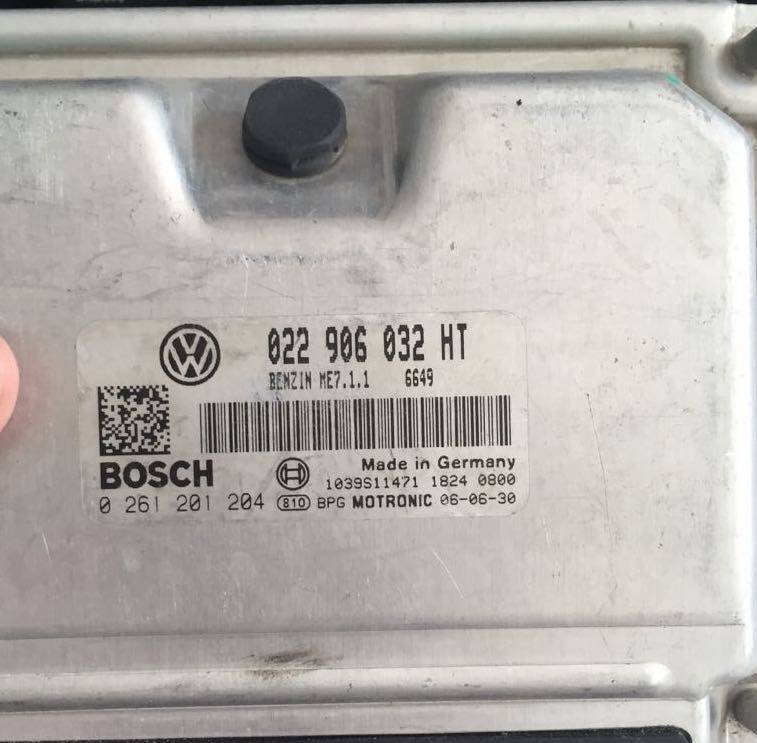 022 906 032 HT
BENZIN ME7.1.1 6649
BOSCH Made in Germany
1039S11471 1824 0800
0 261 201 204 810 BPG MOTRONIC 06-06-30